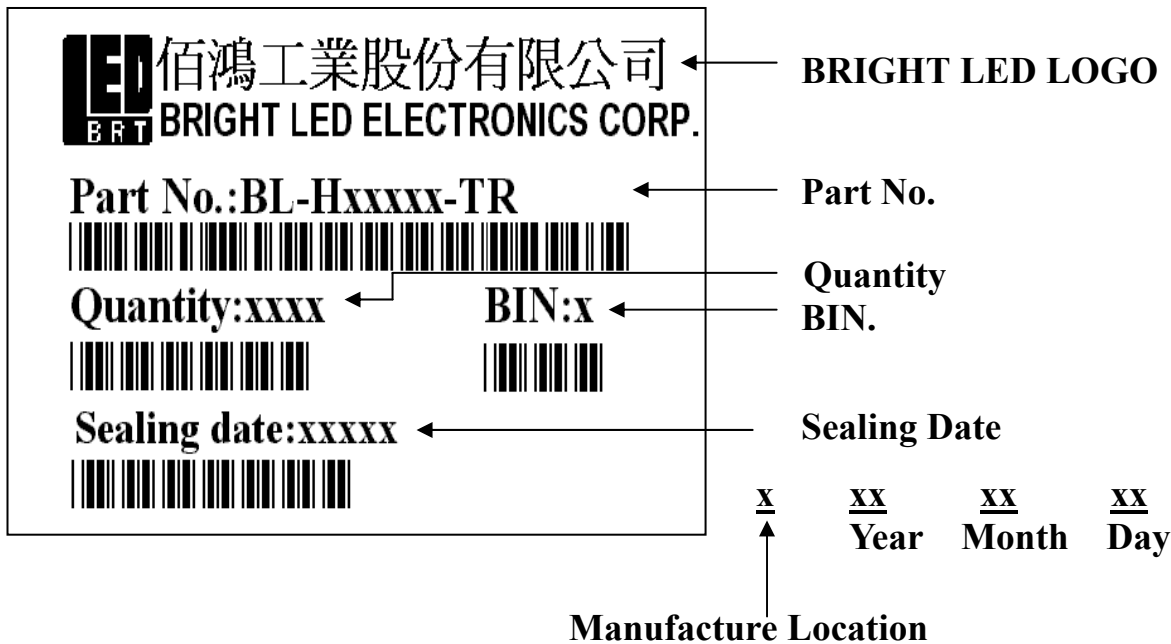 LED
BRT
佰鴻工業股份有限公司
BRIGHT LED ELECTRONICS CORP.
BRIGHT LED LOGO
Part No.:BL-Hxxxxx-TR
Part No.
Quantity
Quantity:xxxx
BIN:x
BIN.
Sealing date:xxxxx
Sealing Date
x xx xx xx
Year Month Day
Manufacture Location